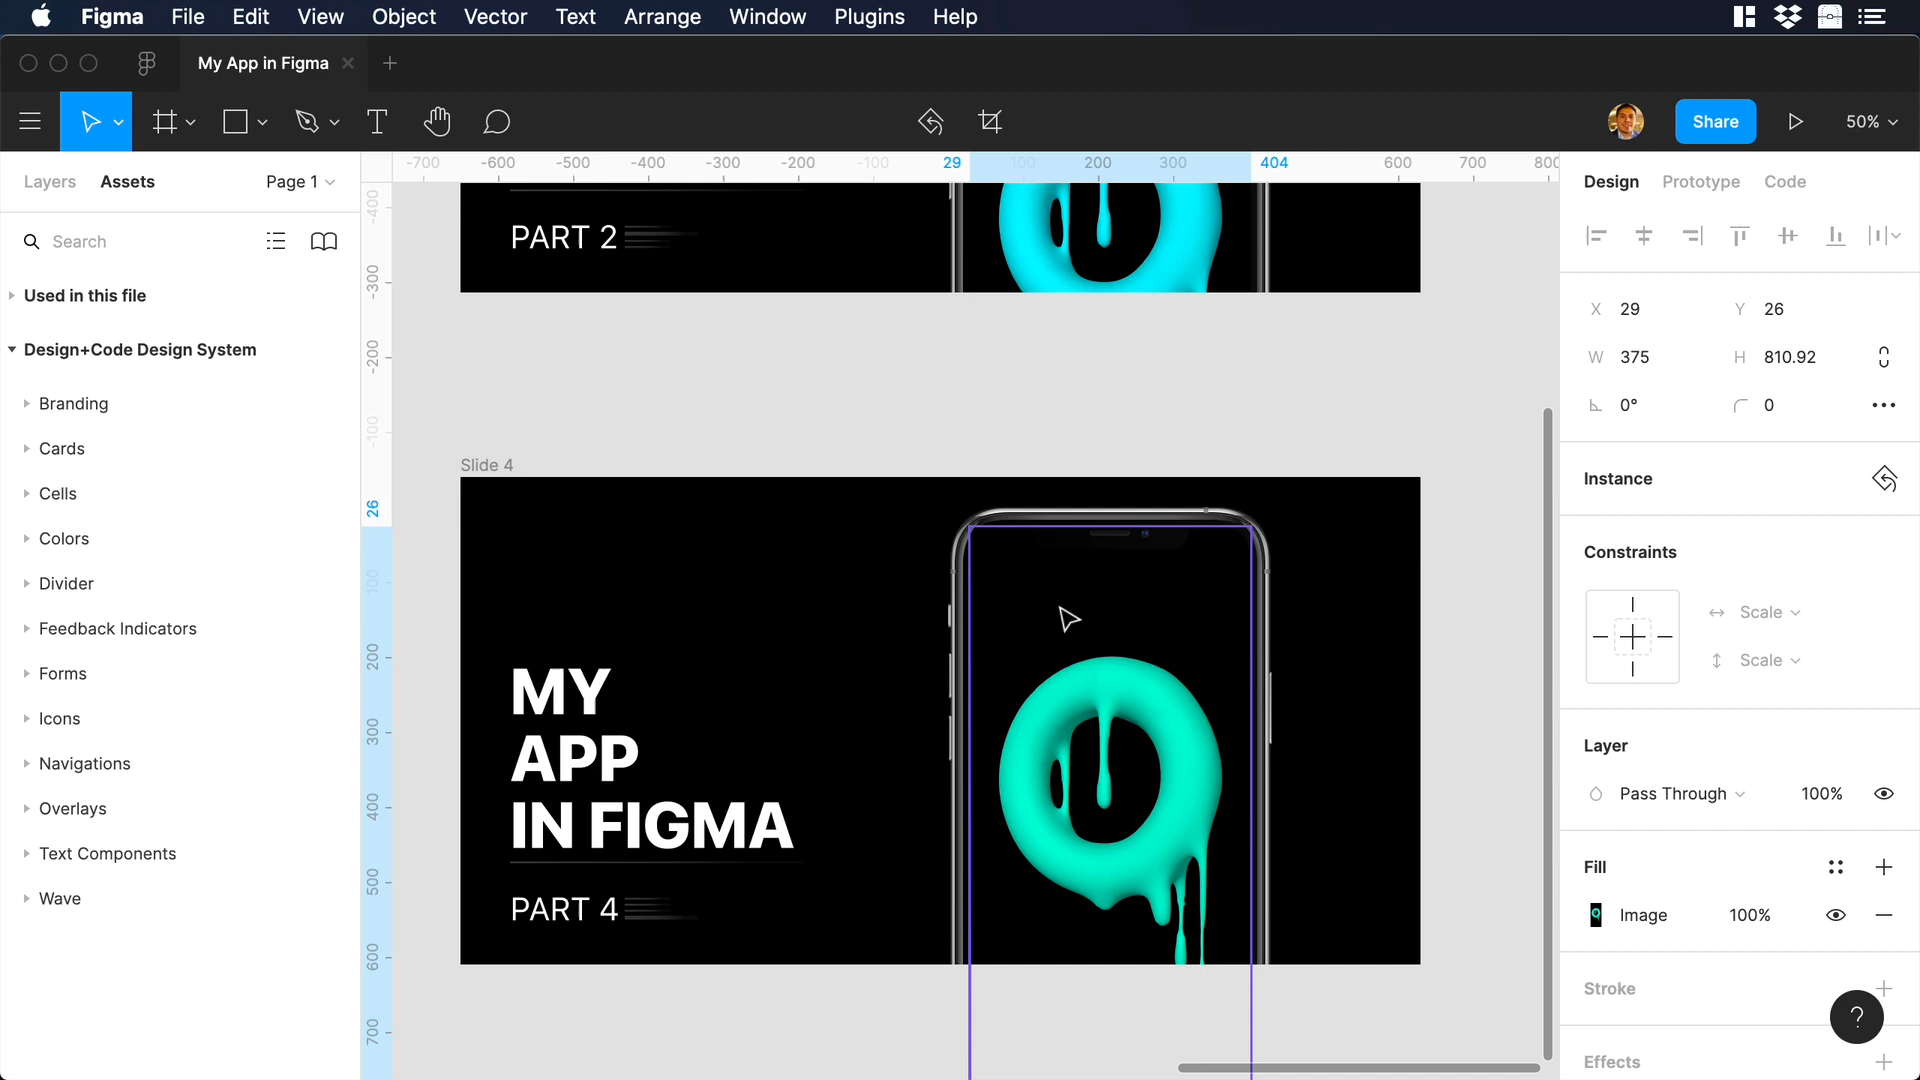 Figma File Edit View Object Vector Text Arrange Window Plugins Help
My App in Figma
Share
50%
Layers Assets Page 1
Search
Used in this file
Design+Code Design System
Branding
Cards
Cells
Colors
Divider
Feedback Indicators
Forms
Icons
Navigations
Overlays
Text Components
Wave
-700 -600 -500 -400 -300 -200 -100 29 100 200 300 404 600 700 800
-400
-300
-200
-100
26
100
200
300
400
500
600
700
PART 2
Slide 4
MY
APP
IN FIGMA
PART 4
Design Prototype Code
X 29 Y 26
W 375 H 810.92
0° 0
Instance
Constraints
Scale
Scale
Layer
Pass Through 100%
Fill
Image 100%
Stroke
?
Effects